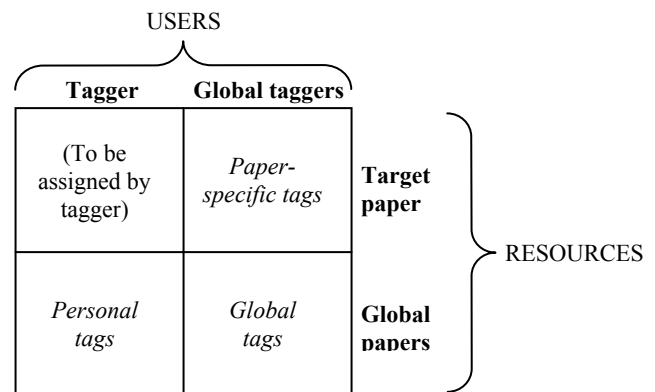 USERS
Tagger
Global taggers
(To be
assigned by
tagger)
Paper-
specific tags
Target
paper
RESOURCES
Personal
tags
Global
tags
Global
papers